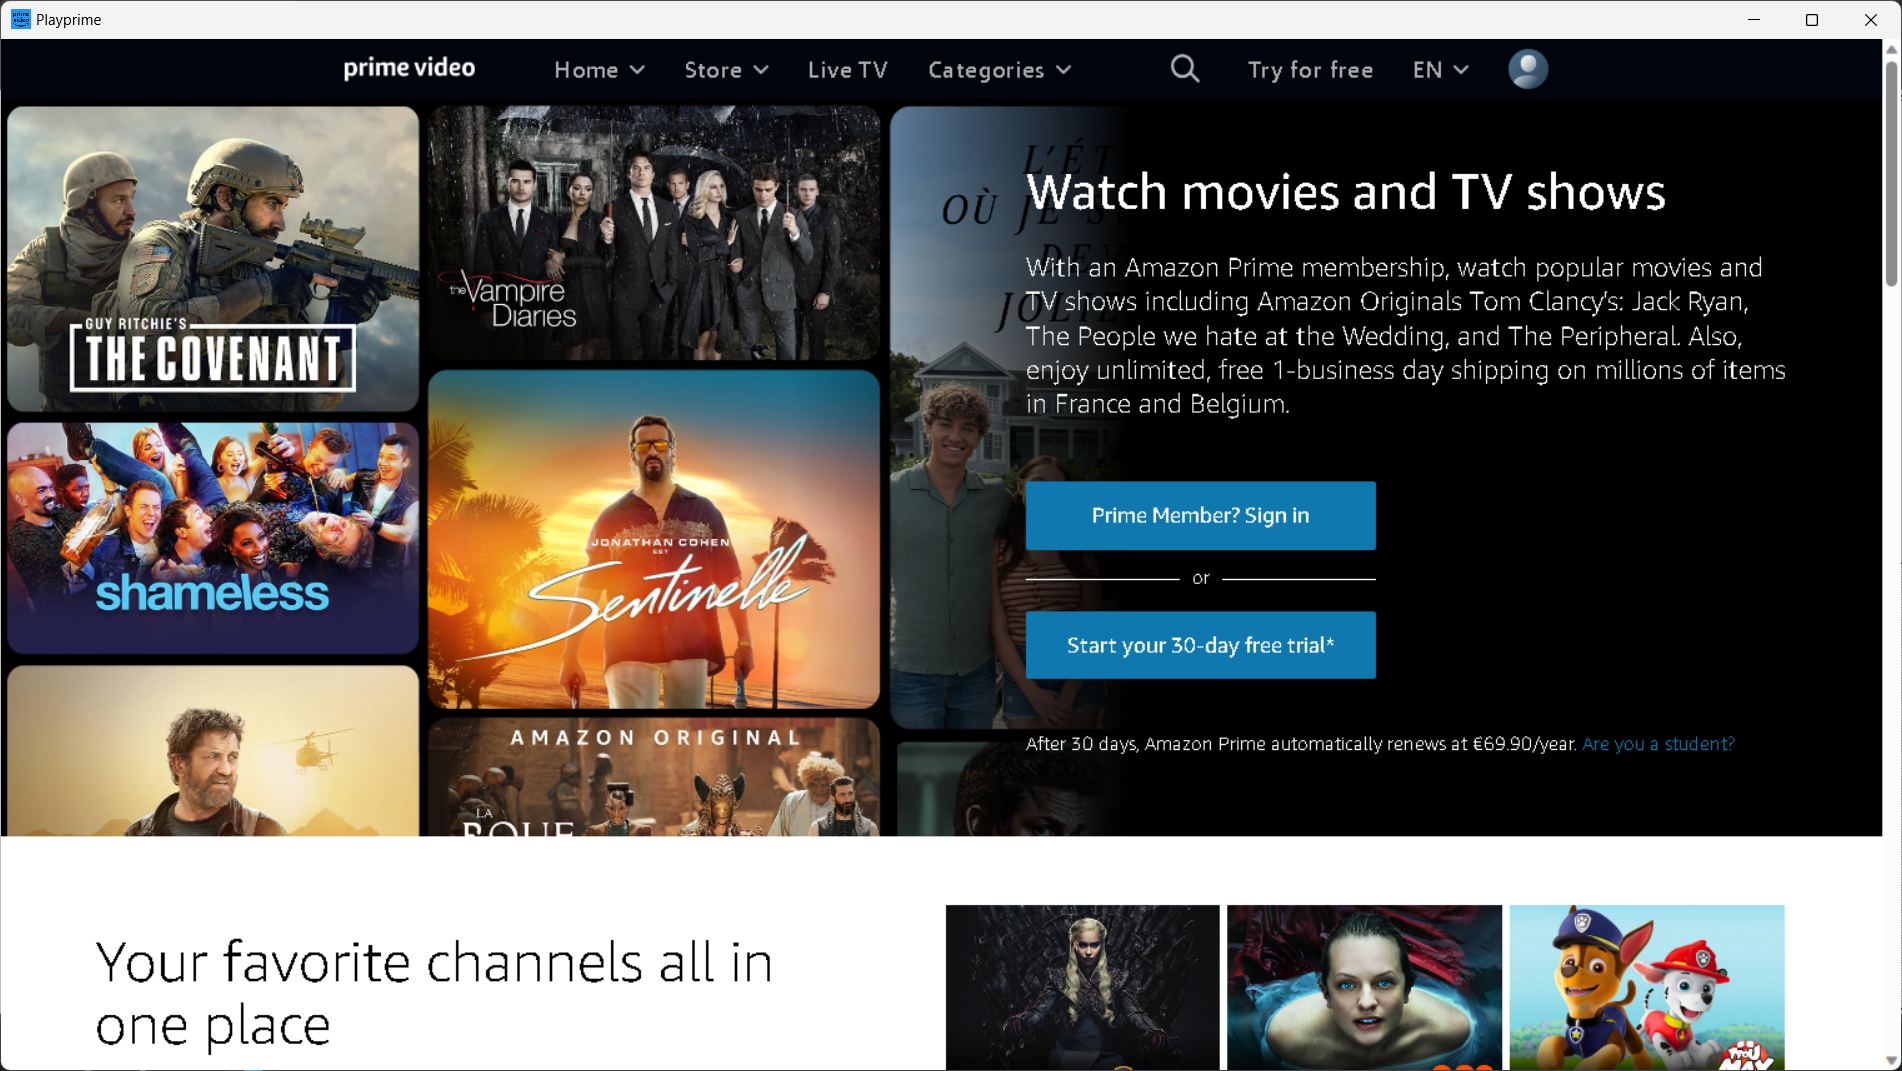 Playprime
prime video
Home
Store
Live TV
Categories
Try for free
EN
GUY RITCHIE'S
THE COVENANT
the Vampire
Diaries
shameless
JONATHAN COHEN
EST
Sentinelle
AMAZON ORIGINAL
LA
ROUE
L'ÉT
OÙ JE S
DEV
JOLIE
Watch movies and TV shows
With an Amazon Prime membership, watch popular movies and
TV shows including Amazon Originals Tom Clancy's: Jack Ryan,
The People we hate at the Wedding, and The Peripheral. Also,
enjoy unlimited, free 1-business day shipping on millions of items
in France and Belgium.
Prime Member? Sign in
or
Start your 30-day free trial*
After 30 days, Amazon Prime automatically renews at €69.90/year. Are you a student?
Your favorite channels all in
one place